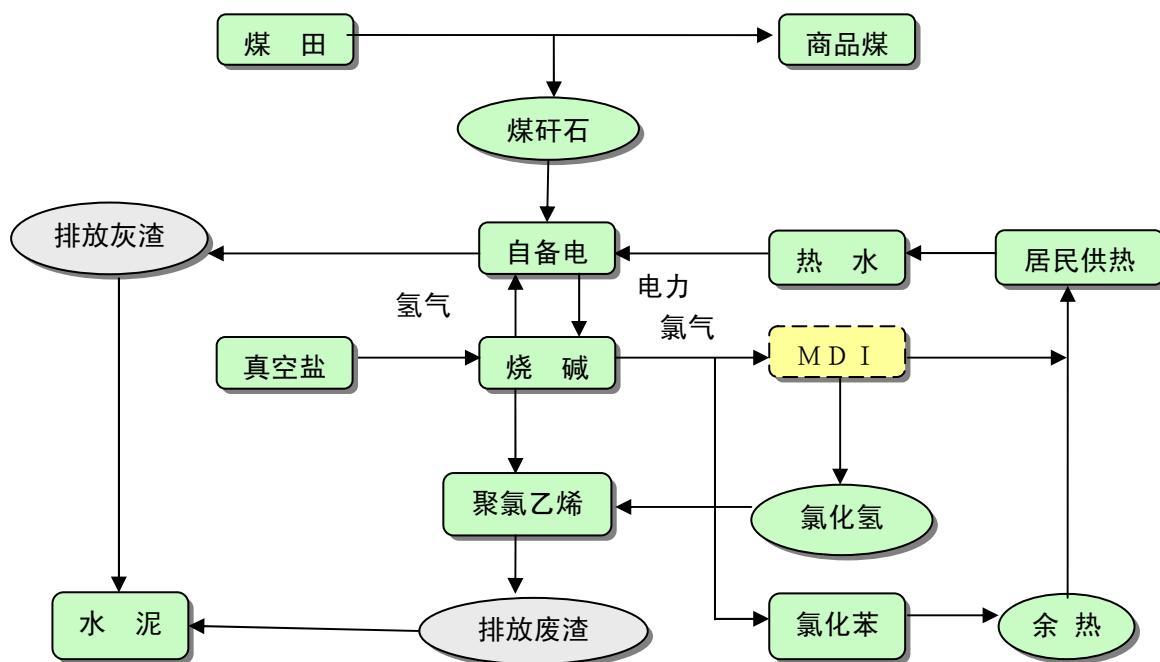 煤 田
商品煤
煤矸石
排放灰渣
自备电
热 水
居民供热
电力
氢气
氯气
真空盐
烧 碱
MDI
聚氯乙烯
氯化氢
水 泥
排放废渣
氯化苯
余 热